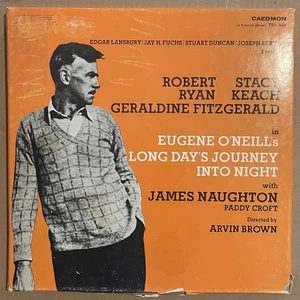 CAEDMON
EDGAR LANSBURY / JAY H. FUCHS / STUART DUNCAN / JOSEPH
ROBERT STACY
RYAN KEACH
GERALDINE FITZGERALD
in
EUGENE O'NEILL's
LONG DAY'S JOURNEY
INTO NIGHT
with
JAMES NAUGHTON
PADDY CROFT
Directed by
ARVIN BROWN